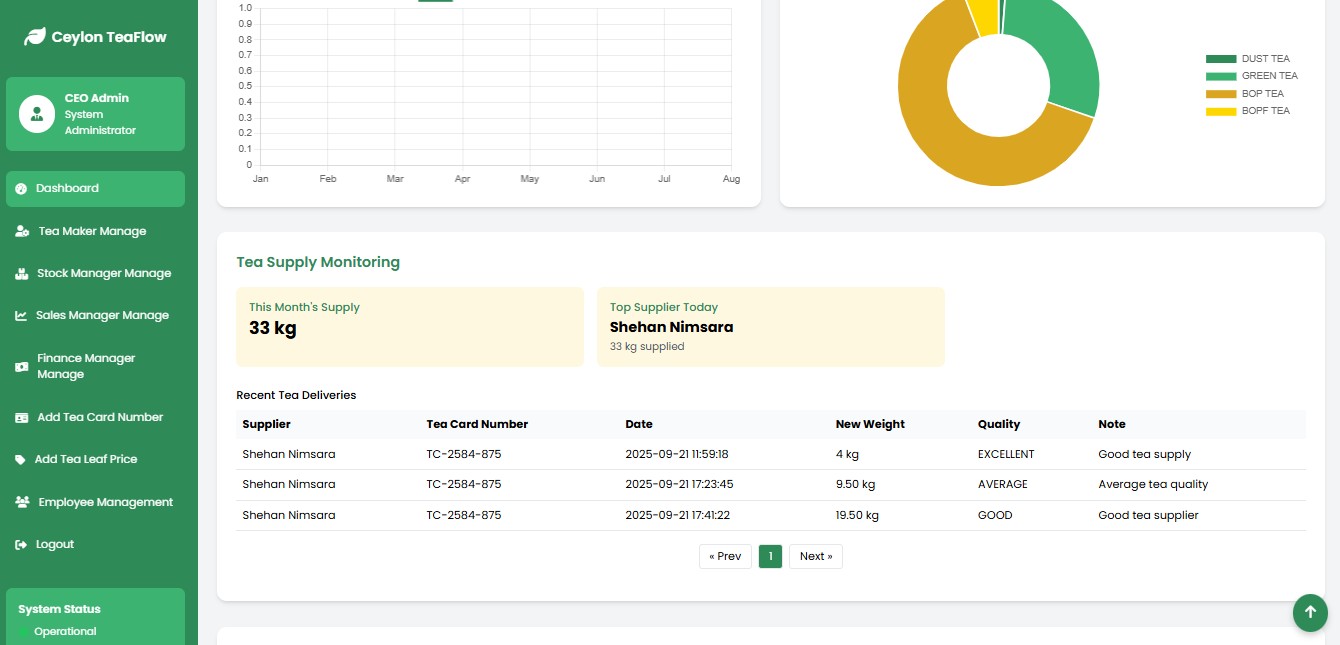 Ceylon TeaFlow
CEO Admin
System
Administrator
Dashboard
Tea Maker Manage
Stock Manager Manage
Sales Manager Manage
Finance Manager
Manage
Add Tea Card Number
Add Tea Leaf Price
Employee Management
Logout
System Status
Operational
1.0
0.9
0.8
0.7
0.6
0.5
0.4
0.3
0.2
0.1
0
Jan Feb Mar Apr May Jun Jul Aug
DUST TEA
GREEN TEA
BOP TEA
BOPF TEA
Tea Supply Monitoring
This Month's Supply
33 kg
Top Supplier Today
Shehan Nimsara
33 kg supplied
Recent Tea Deliveries
Supplier Tea Card Number Date New Weight Quality Note
Shehan Nimsara TC-2584-875 2025-09-21 11:59:18 4 kg EXCELLENT Good tea supply
Shehan Nimsara TC-2584-875 2025-09-21 17:23:45 9.50 kg AVERAGE Average tea quality
Shehan Nimsara TC-2584-875 2025-09-21 17:41:22 19.50 kg GOOD Good tea supplier
« Prev 1 Next »